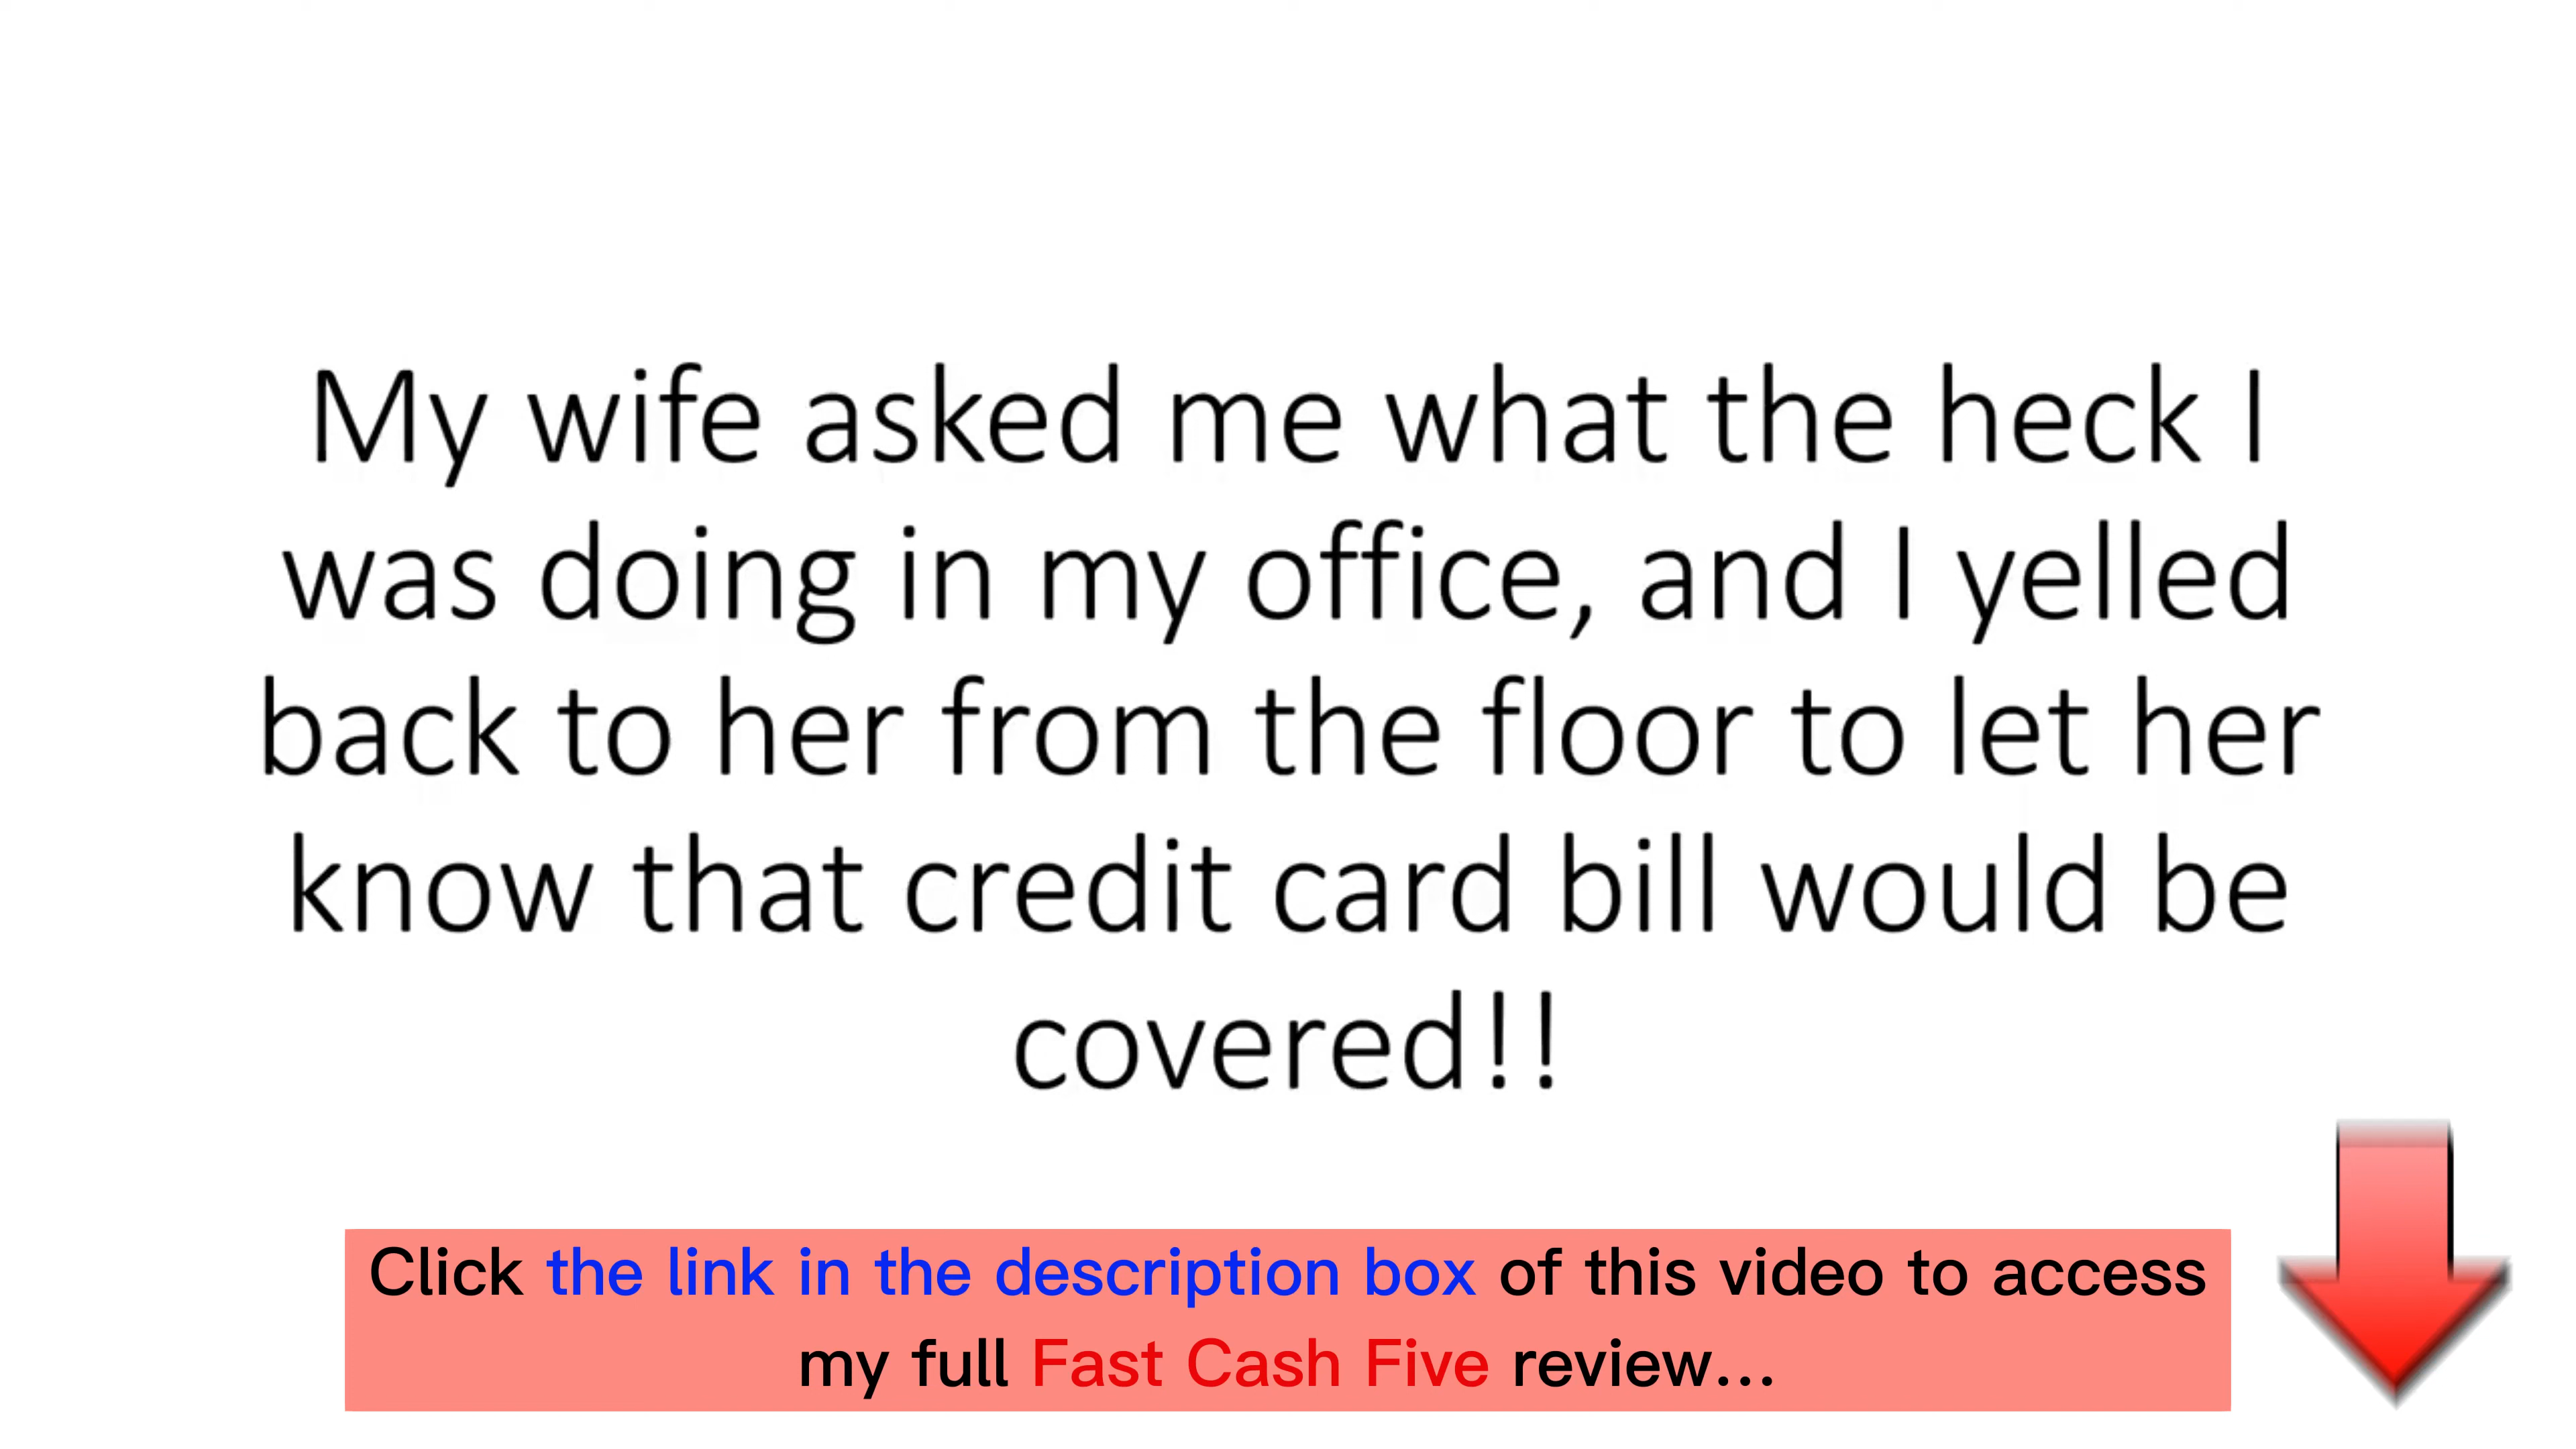 My wife asked me what the heck I
was doing in my office, and I yelled
back to her from the floor to let her
know that credit card bill would be
covered!!
Click the link in the description box of this video to access
my full Fast Cash Five review...